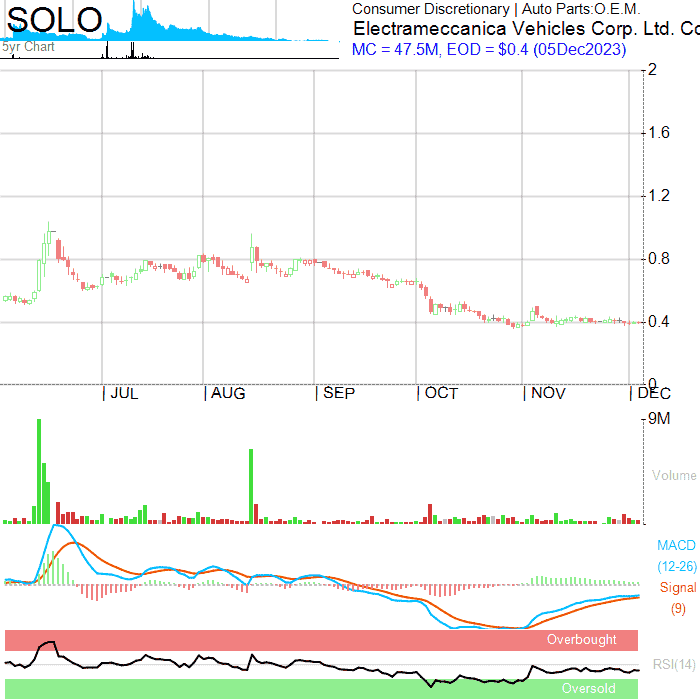 SOLO
5yr Chart
Consumer Discretionary | Auto Parts:O.E.M.
Electrameccanica Vehicles Corp. Ltd. Co
MC = 47.5M, EOD = $0.4 (05Dec2023)
2
1.6
1.2
0.8
0.4
0
| JUL | AUG | SEP | OCT | NOV | DEC
9M
Volume
MACD
(12-26)
Signal
(9)
Overbought
RSI(14)
Oversold